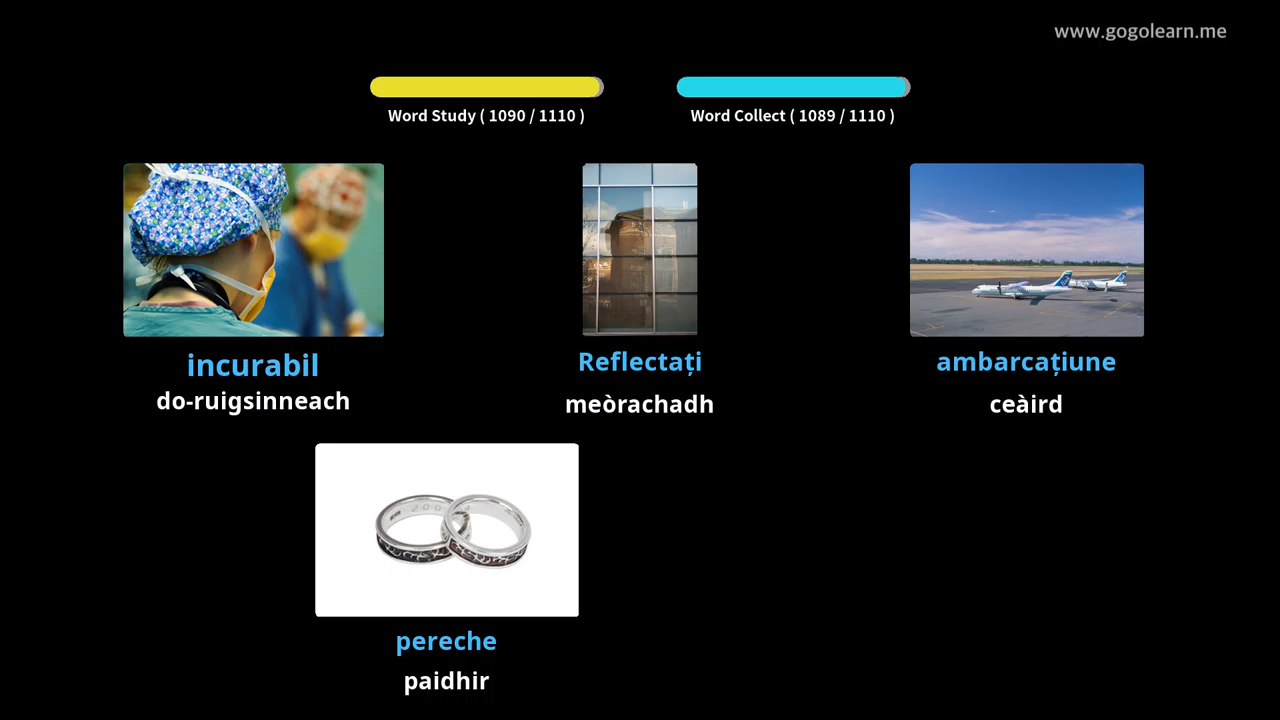 www.gogolearn.me
Word Study ( 1090 / 1110 )
Word Collect ( 1089 / 1110 )
incurabil
do-ruigsinneach
Reflectați
meòrachadh
ambarcațiune
ceàird
pereche
paidhir